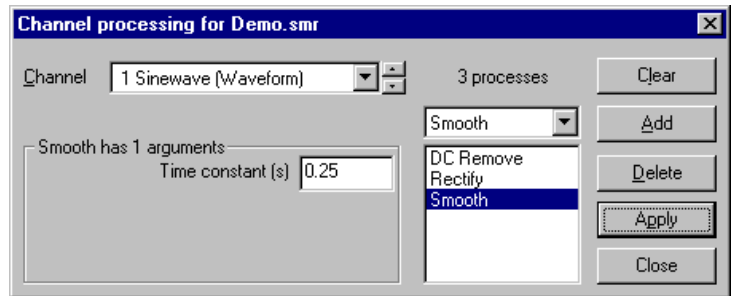 Channel processing for Demo.smr
Channel 1 Sinewave (Waveform) 3 processes Clear
Smooth Add
Smooth has 1 arguments
Time constant (s) 0.25
DC Remove
Rectify
Smooth
Delete
Apply
Close